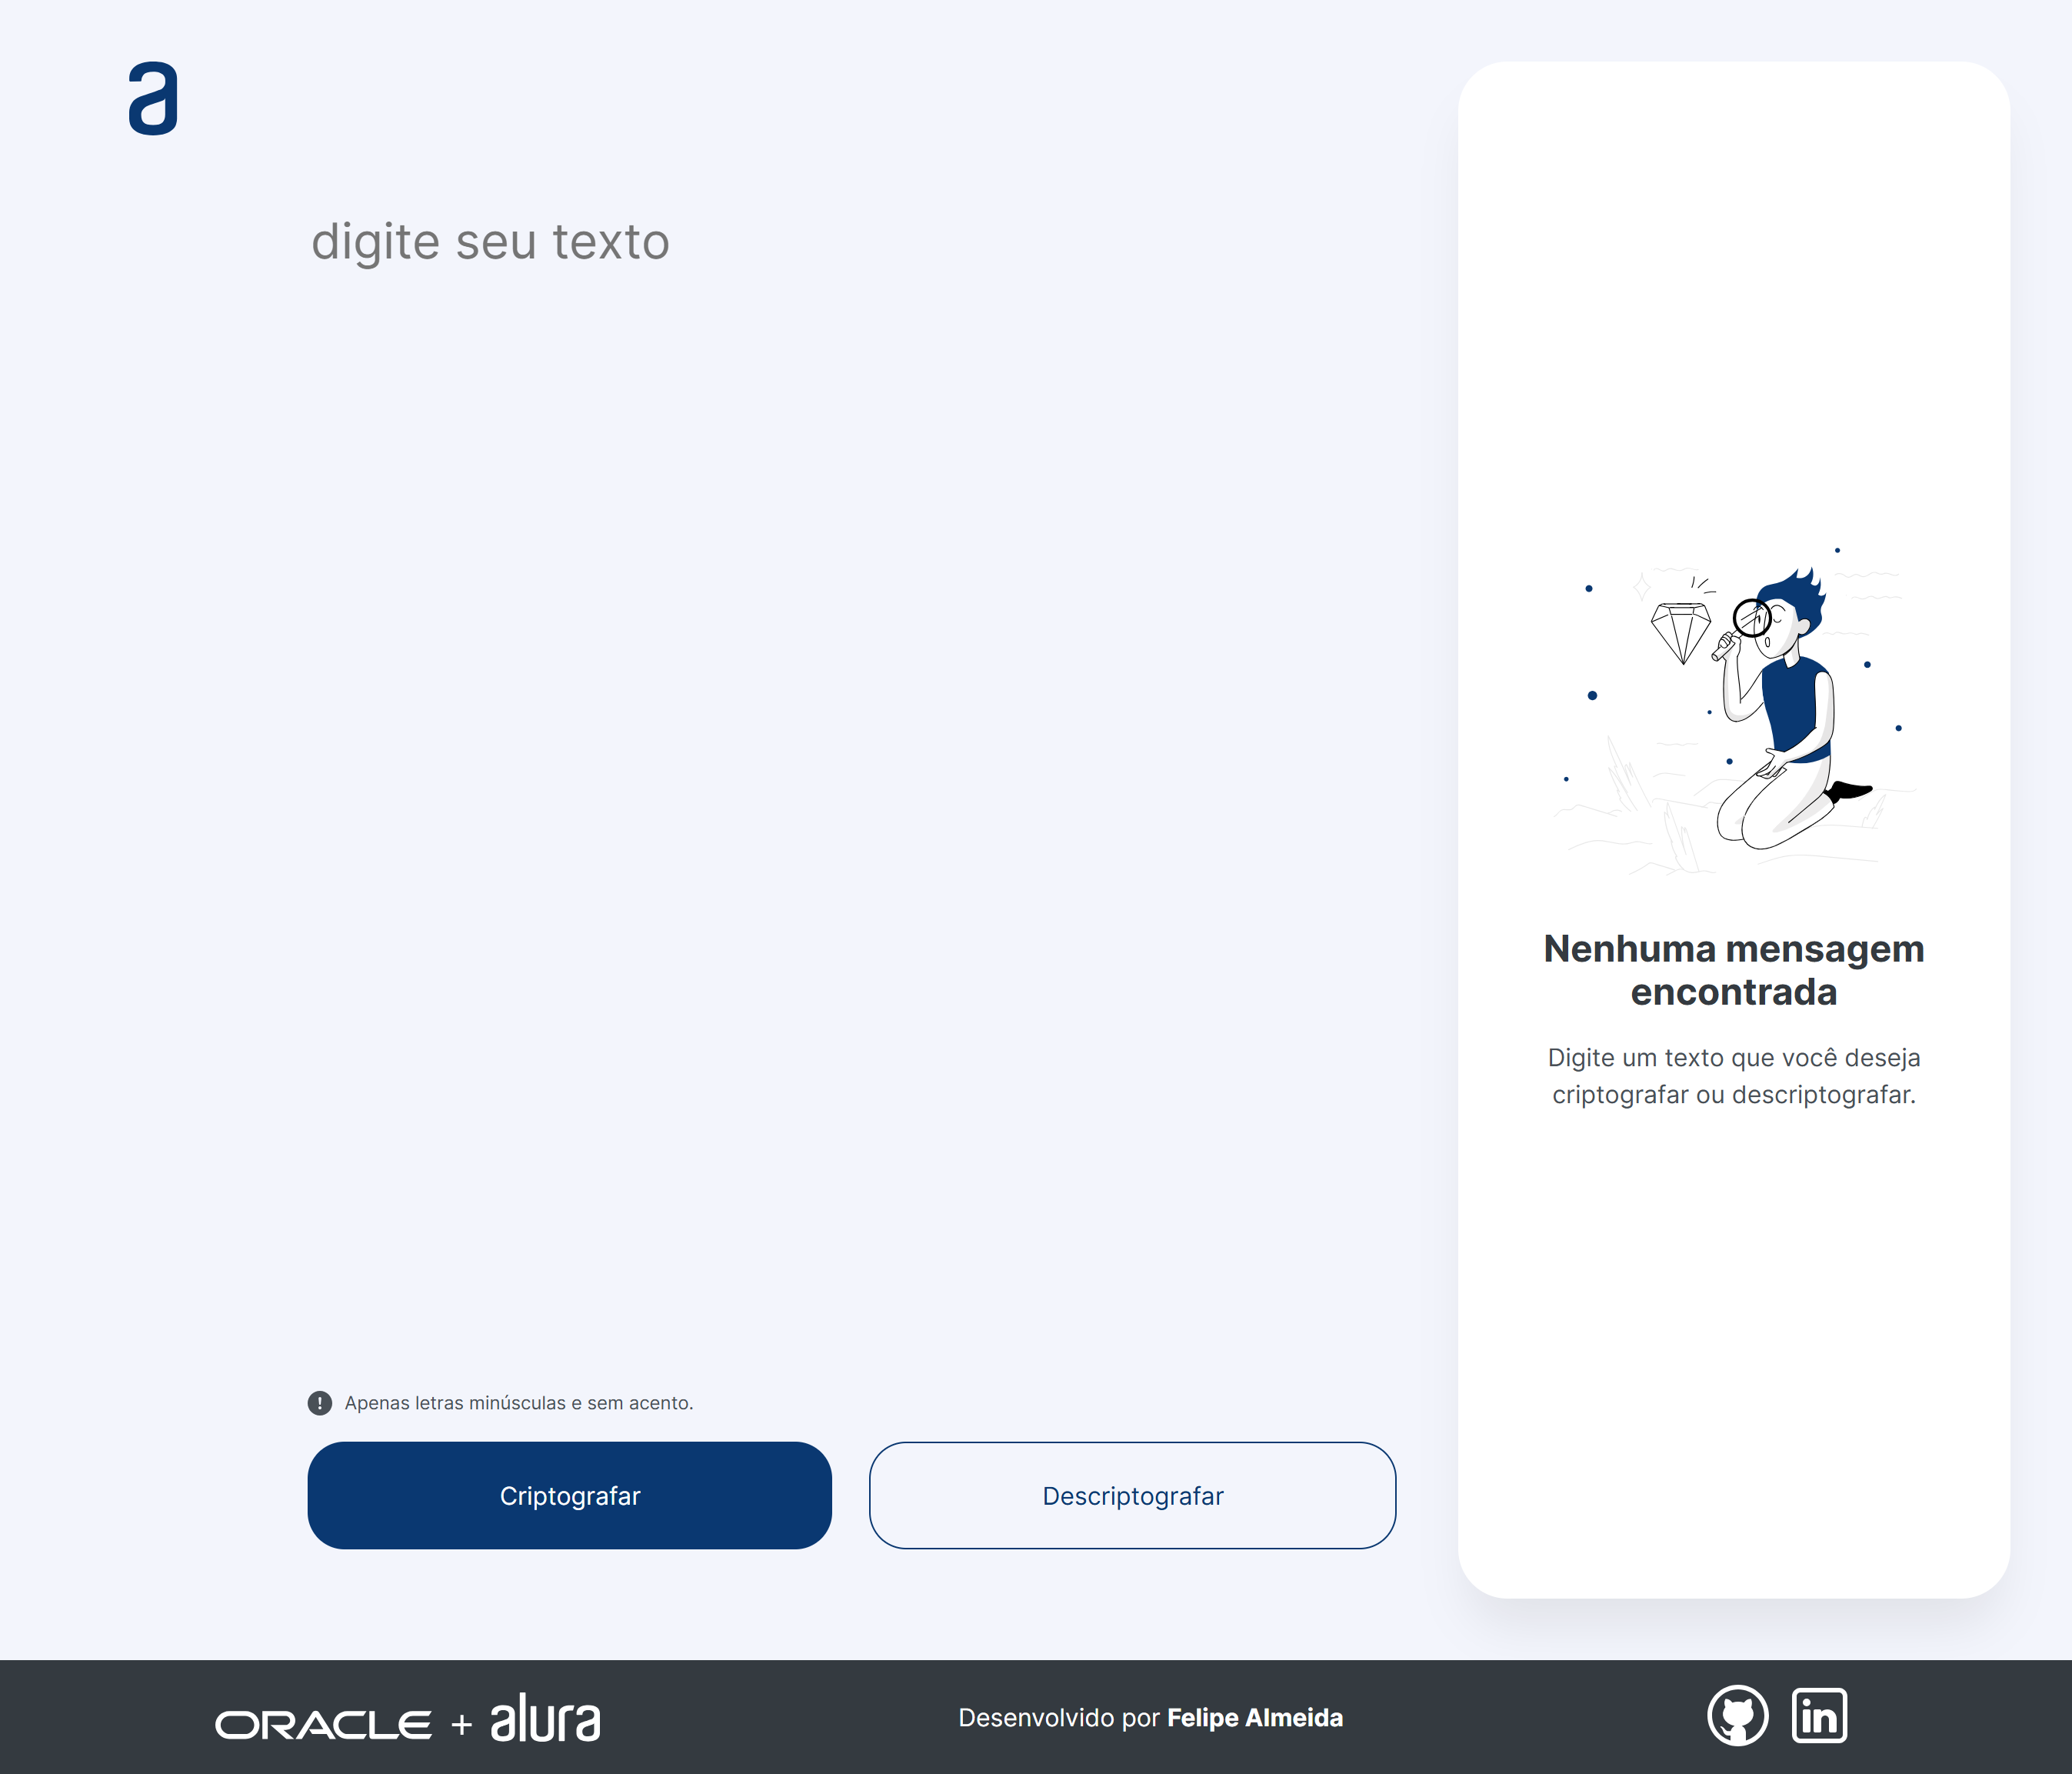 a
digite seu texto
Nenhuma mensagem
encontrada
Digite um texto que você deseja
criptografar ou descriptografar.
! Apenas letras minúsculas e sem acento.
Criptografar
Descriptografar
ORACLE + alura
Desenvolvido por Felipe Almeida
in